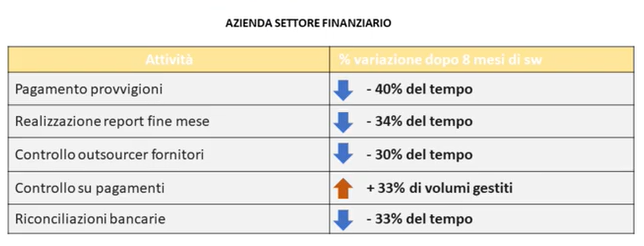 AZIENDA SETTORE FINANZIARIO
Attività % variazione dopo 8 mesi di sw
Pagamento provvigioni - 40% del tempo
Realizzazione report fine mese - 34% del tempo
Controllo outsourcer fornitori - 30% del tempo
Controllo su pagamenti + 33% di volumi gestiti
Riconciliazioni bancarie - 33% del tempo